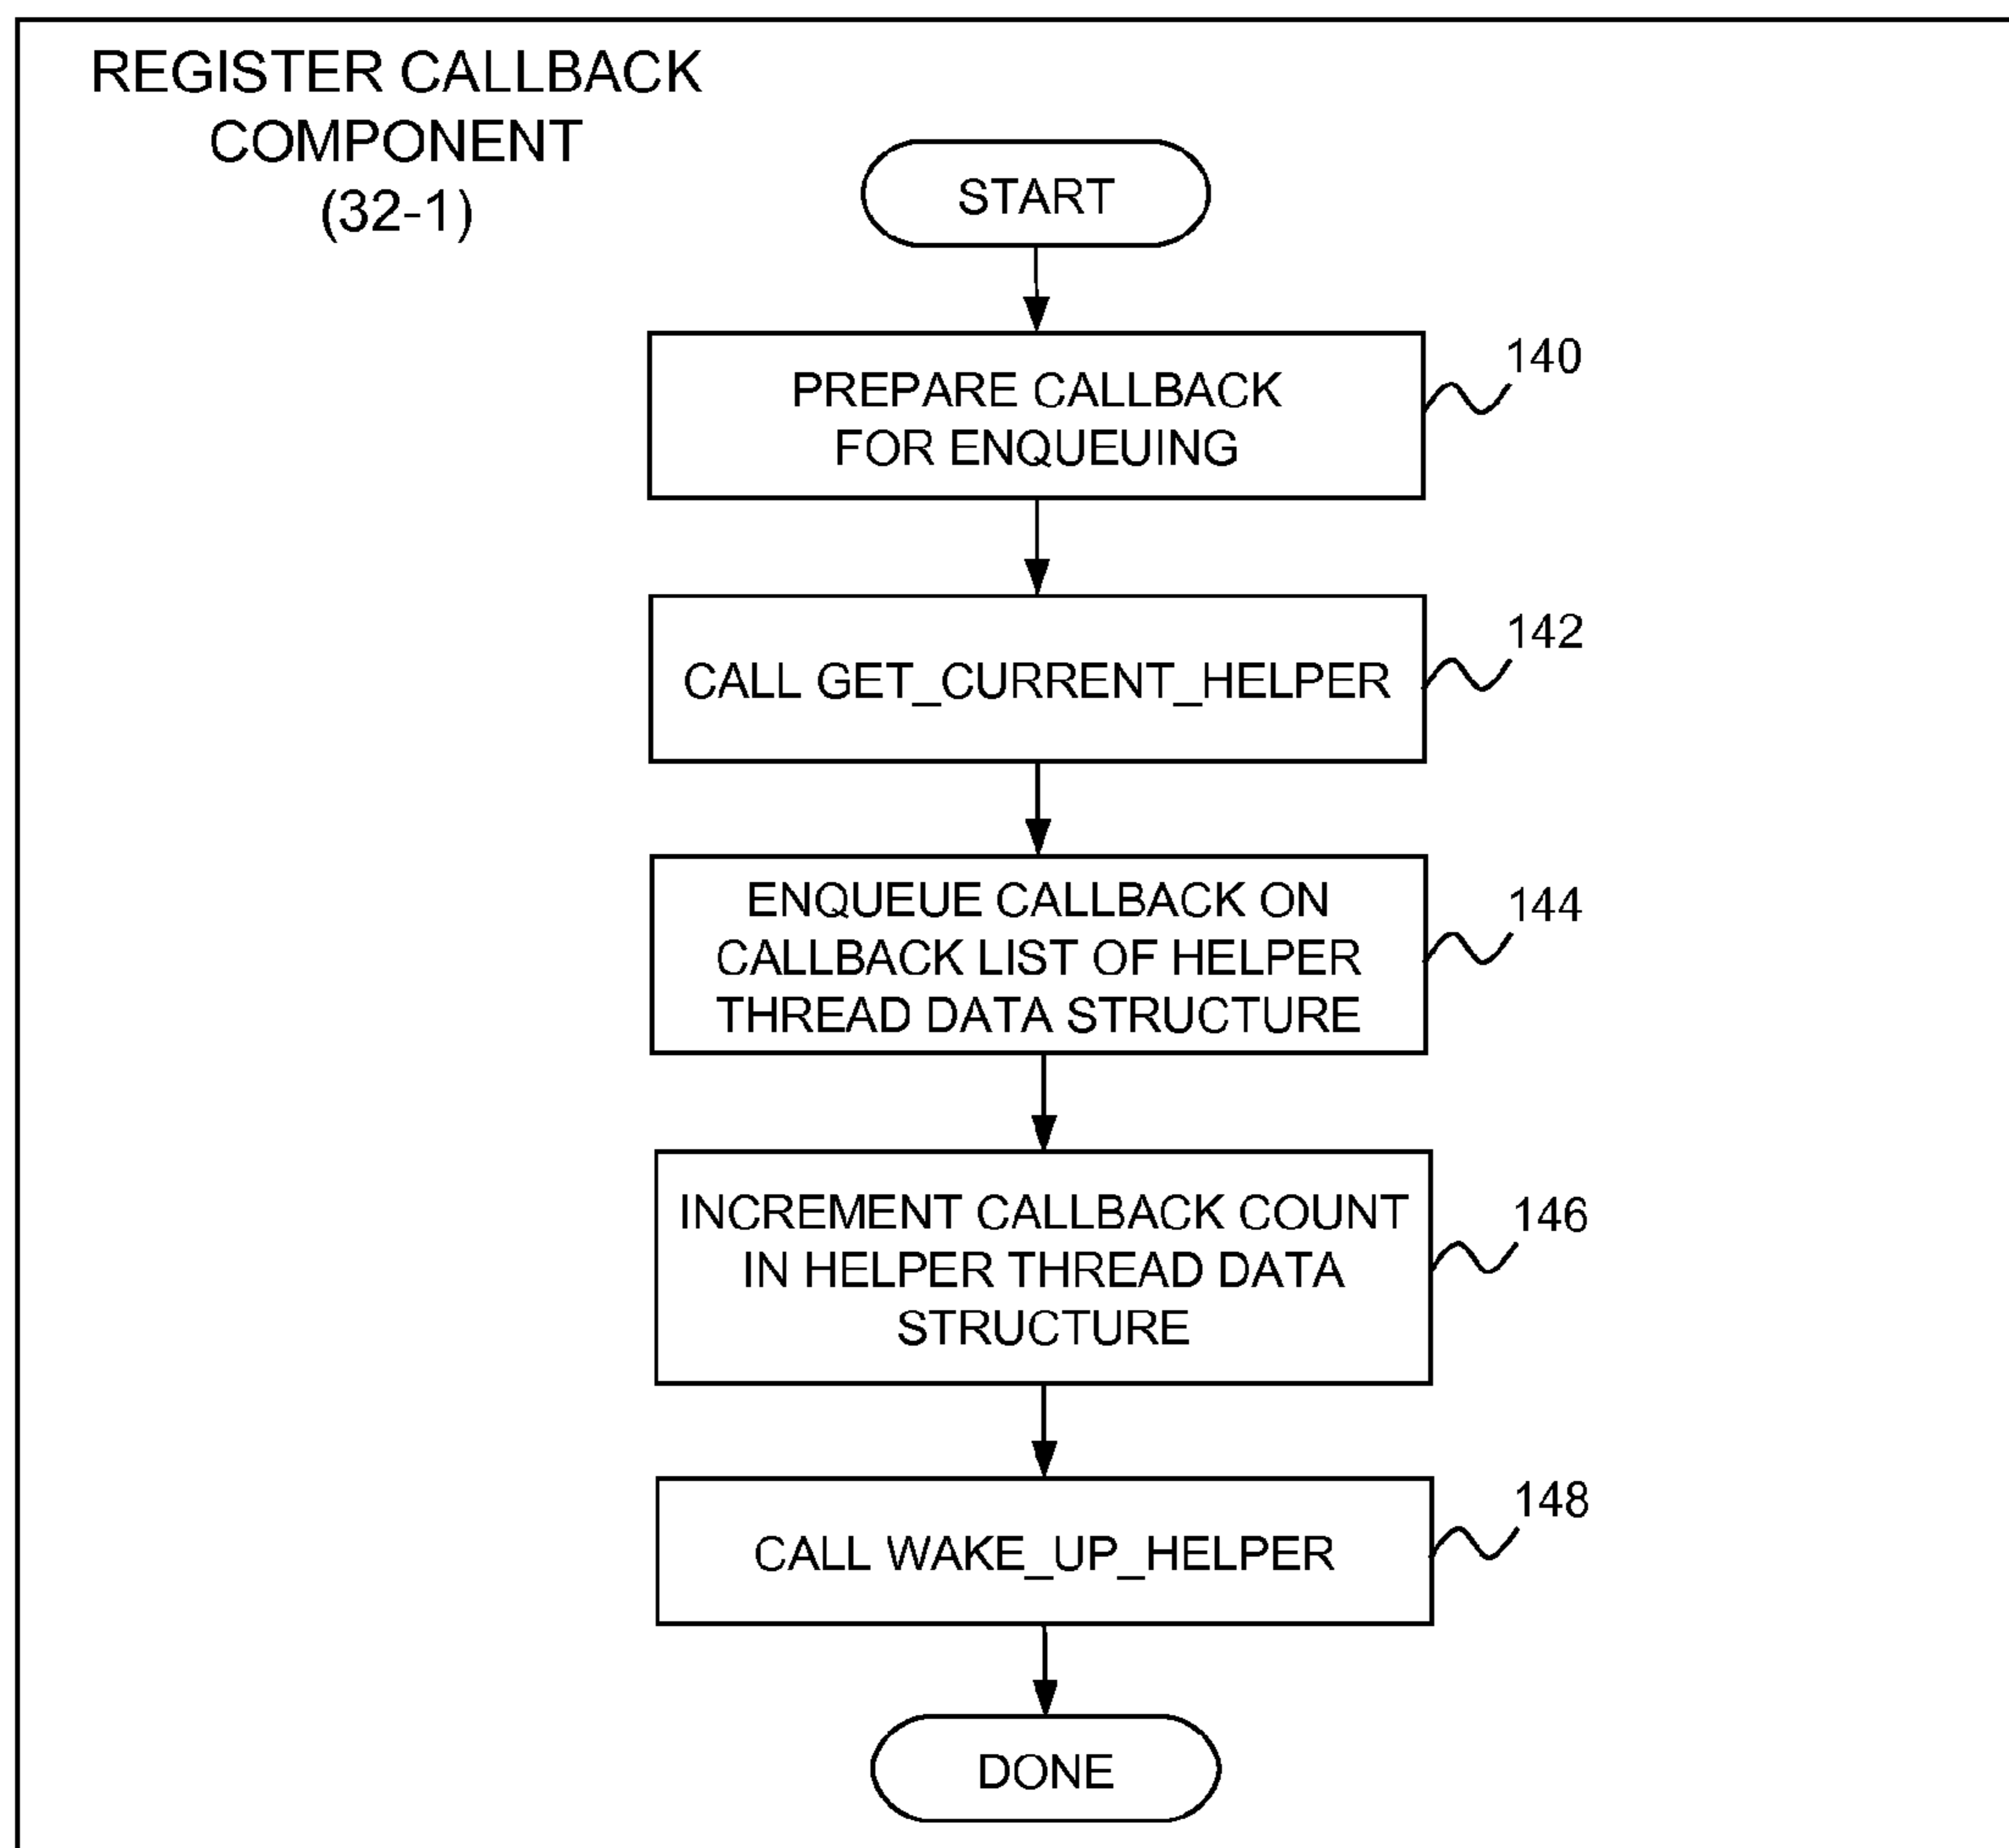 REGISTER CALLBACK
COMPONENT
(32-1)
START
PREPARE CALLBACK
FOR ENQUEUING
140
CALL GET_CURRENT_HELPER
142
ENQUEUE CALLBACK ON
CALLBACK LIST OF HELPER
THREAD DATA STRUCTURE
144
INCREMENT CALLBACK COUNT
IN HELPER THREAD DATA
STRUCTURE
146
CALL WAKE_UP_HELPER
148
DONE